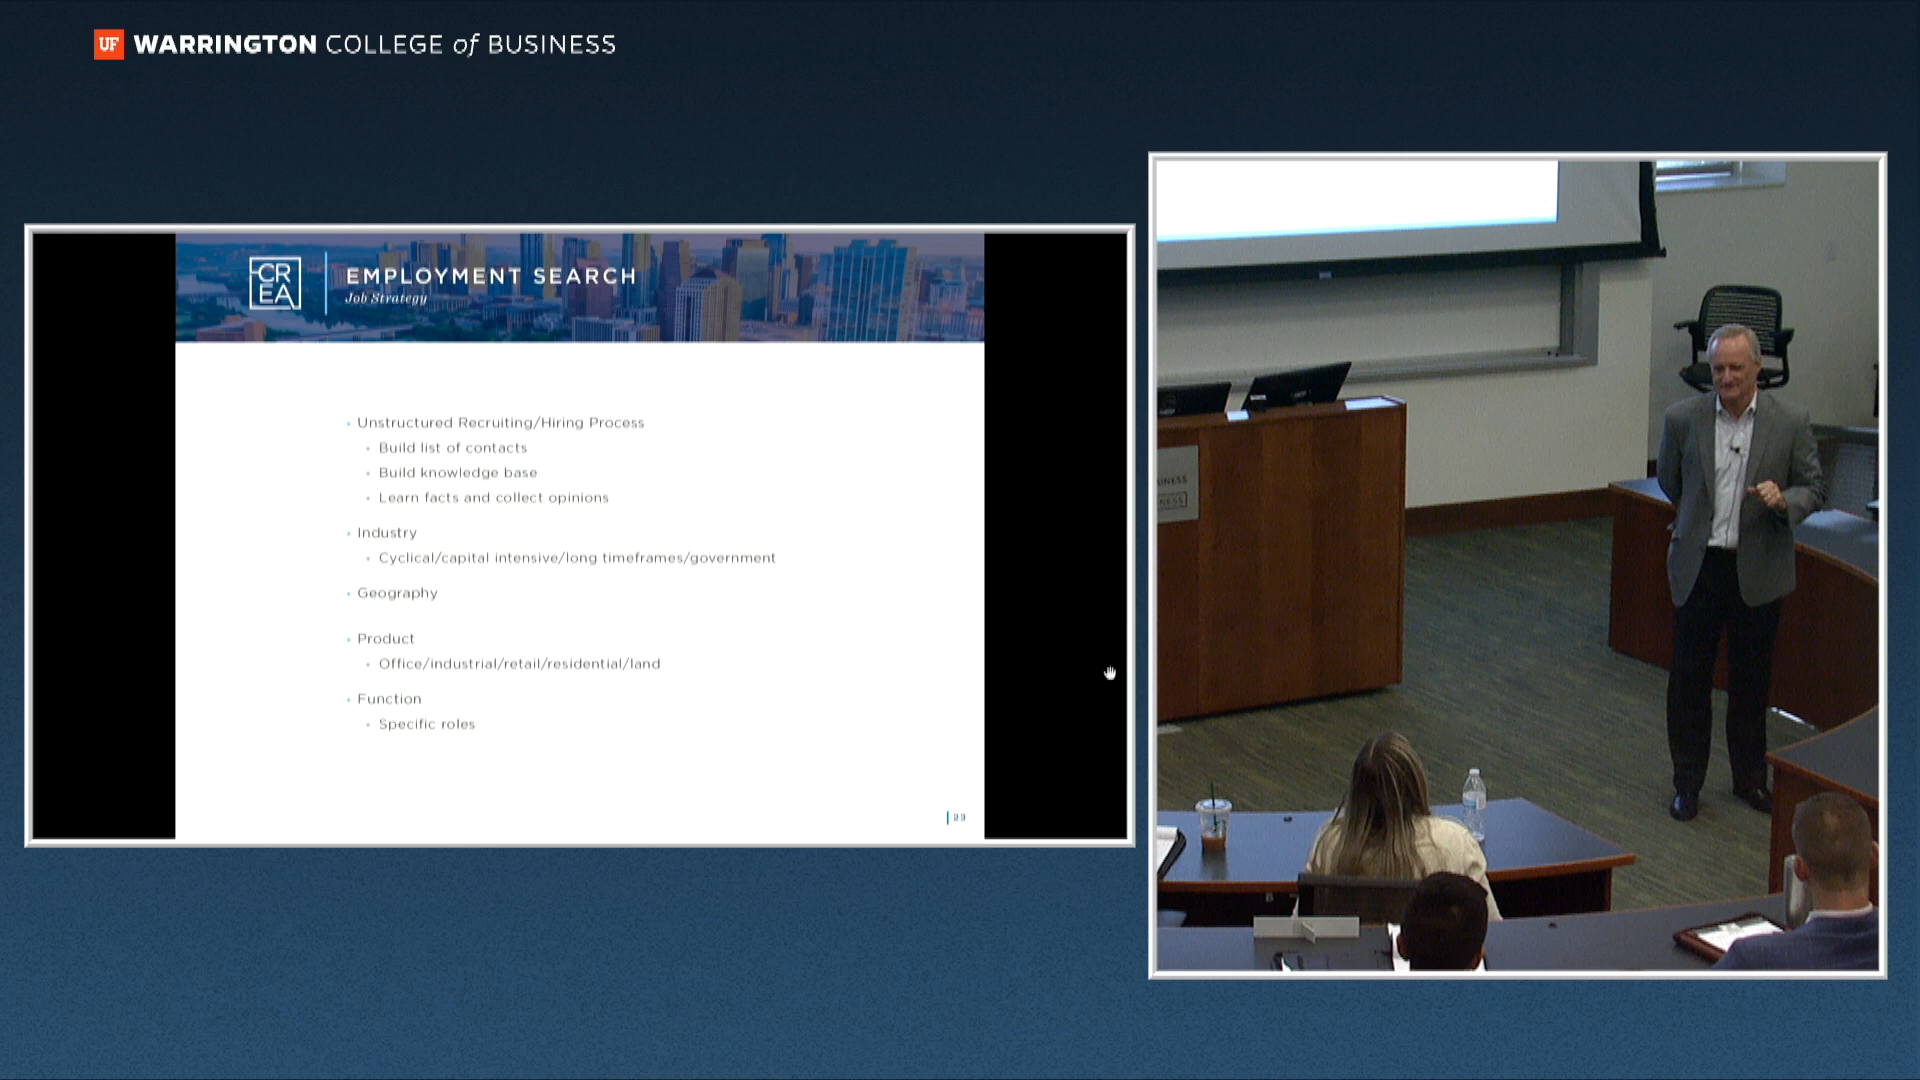 UF WARRINGTON COLLEGE of BUSINESS
CR
EA
EMPLOYMENT SEARCH
Job Strategy
Unstructured Recruiting/Hiring Process
Build list of contacts
Build knowledge base
Learn facts and collect opinions
Industry
Cyclical/capital intensive/long timeframes/government
Geography
Product
Office/industrial/retail/residential/land
Function
Specific roles
23